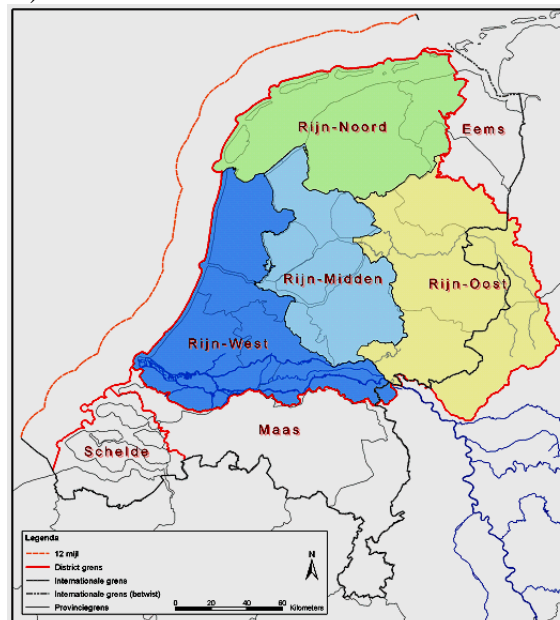 Rijn-Noord
Eems
Rijn-Midden
Rijn-Oost
Rijn-West
Maas
Schelde
Legenda
12 mijl
District grens
Internationale grens
Internationale grens (betwist)
Provinciegrens
N
0 20 40 60
Kilometers